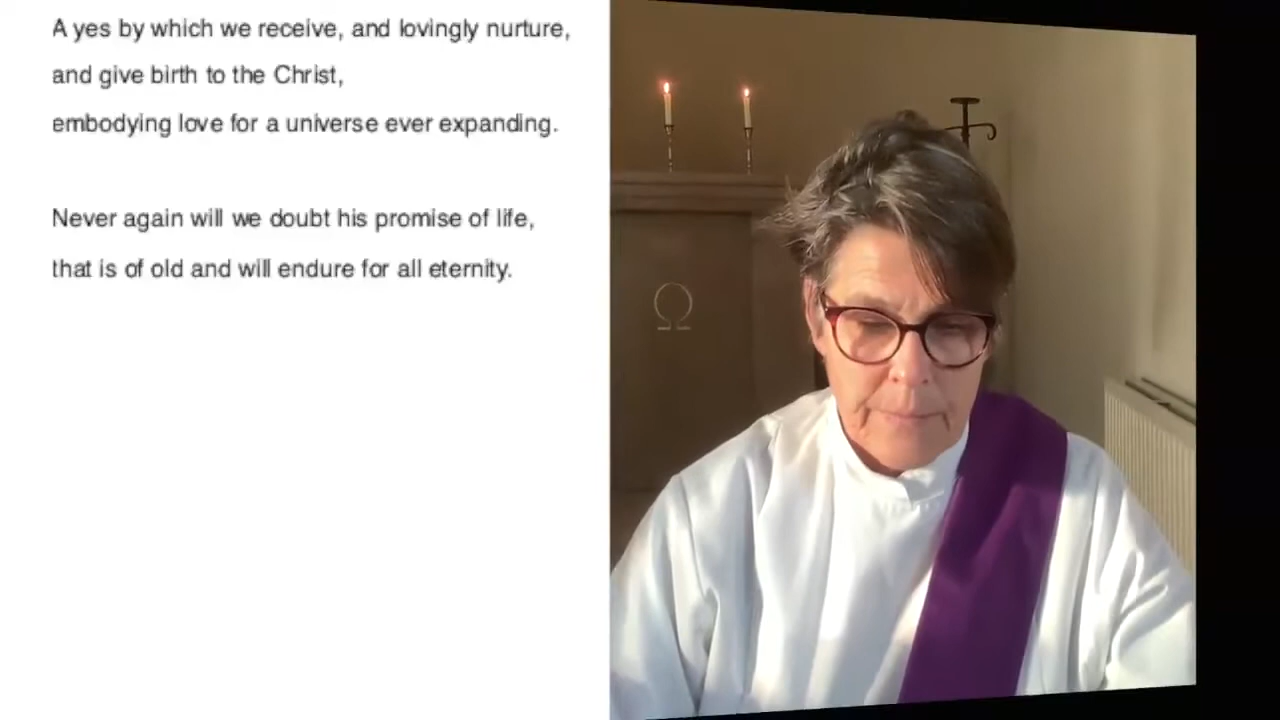 A yes by which we receive, and lovingly nurture,
and give birth to the Christ,
embodying love for a universe ever expanding.
Never again will we doubt his promise of life,
that is of old and will endure for all eternity.
Ω